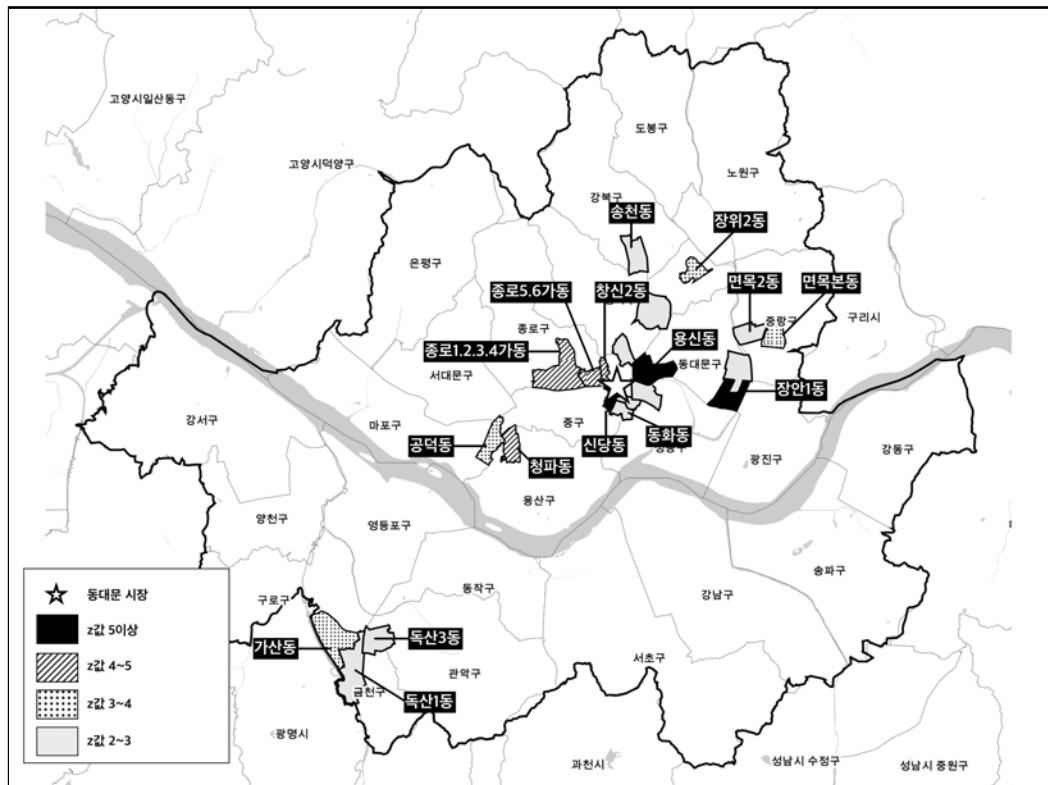 고양시일산동구
고양시덕양구
도봉구
노원구
강북구
송천동
장위2동
은평구
종로5.6가동
창신2동
면목2동
면목본동
중랑구
구리시
종로구
용신동
종로1.2.3.4가동
서대문구
동대문구
장안1동
강서구
마포구
중구
공덕동
청파동
신당동
동화동
광진구
강동구
용산구
양천구
영등포구
송파구
동대문 시장
구로구
동작구
강남구
z값 5이상
가산동
독산3동
서초구
z값 4~5
관악구
z값 3~4
금천구
독산1동
z값 2~3
광명시
과천시
성남시 수정구
성남시 중원구